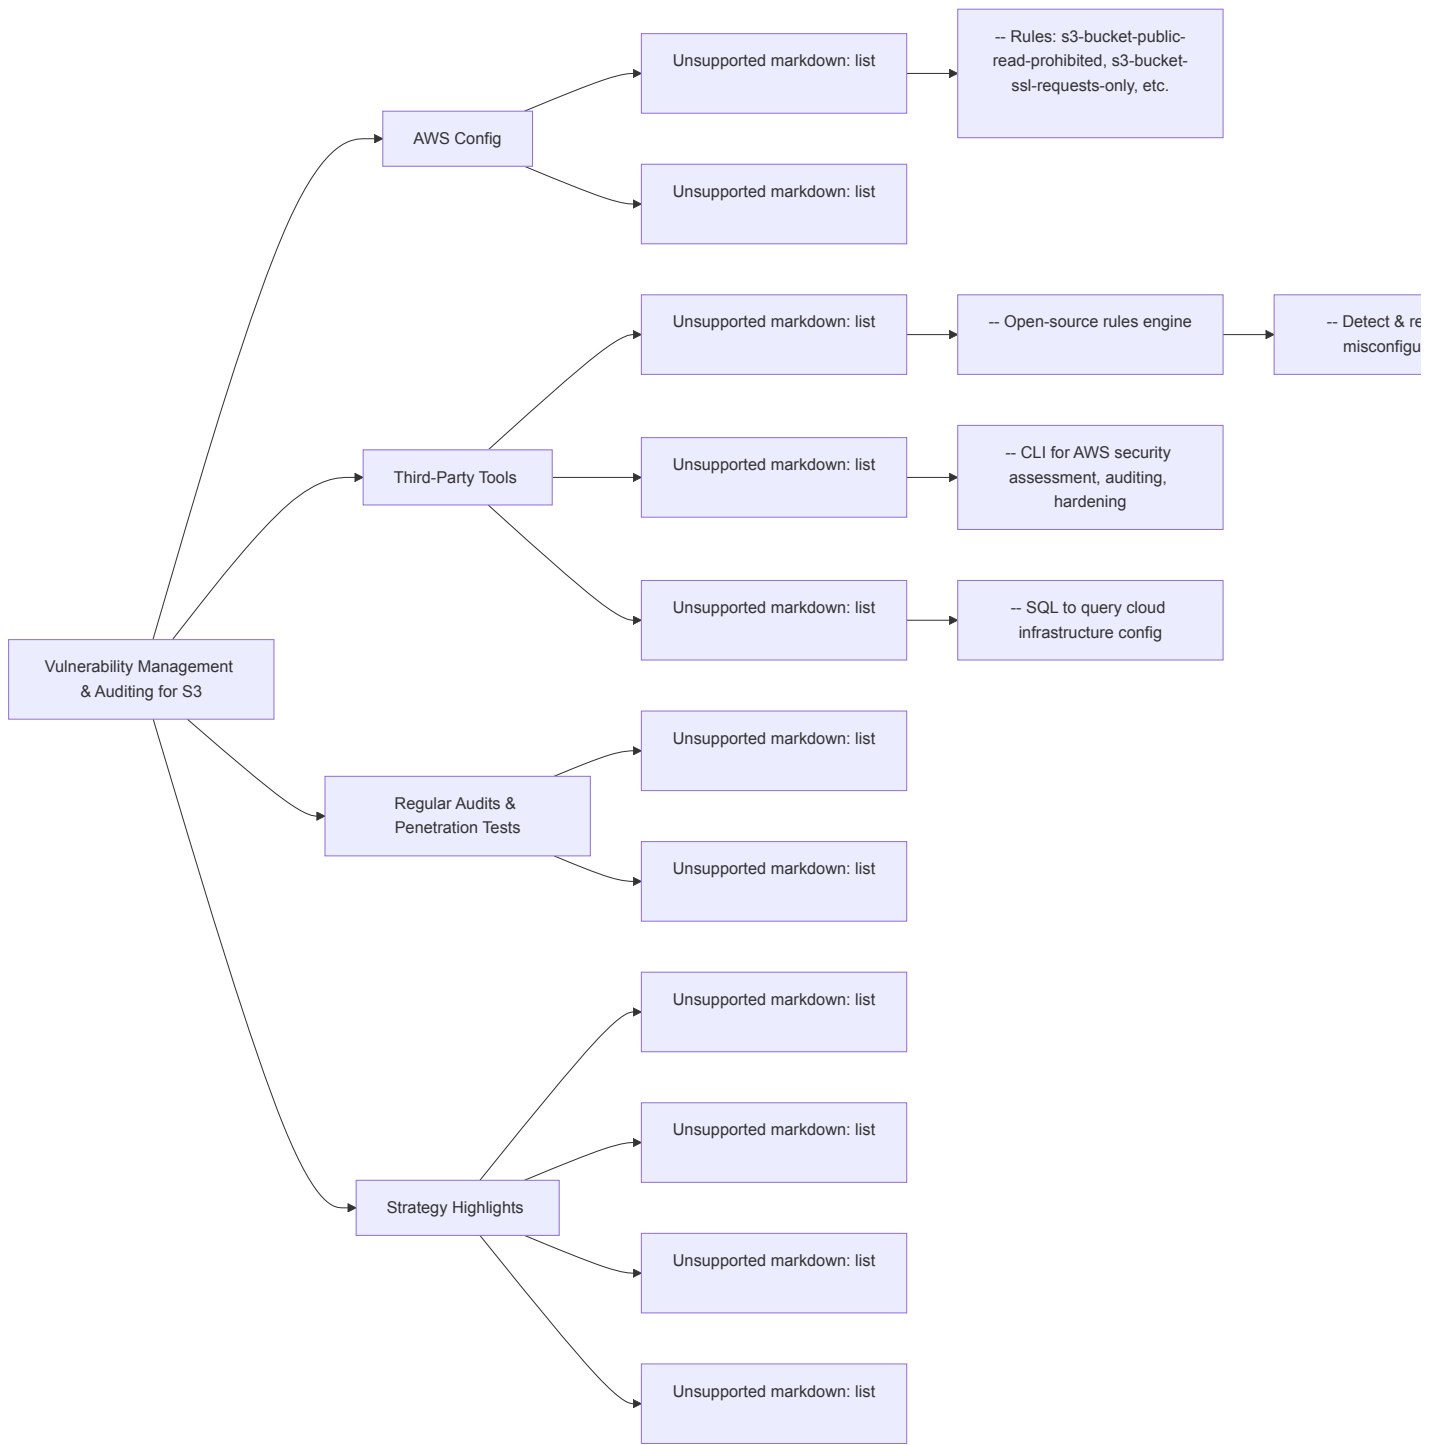 Vulnerability Management
& Auditing for S3
AWS Config
Unsupported markdown: list
-- Rules: s3-bucket-public-
read-prohibited, s3-bucket-
ssl-requests-only, etc.
Unsupported markdown: list
Third-Party Tools
Unsupported markdown: list
-- Open-source rules engine
-- Detect & re
misconfigu
Unsupported markdown: list
-- CLI for AWS security
assessment, auditing,
hardening
Unsupported markdown: list
-- SQL to query cloud
infrastructure config
Regular Audits &
Penetration Tests
Unsupported markdown: list
Unsupported markdown: list
Strategy Highlights
Unsupported markdown: list
Unsupported markdown: list
Unsupported markdown: list
Unsupported markdown: list